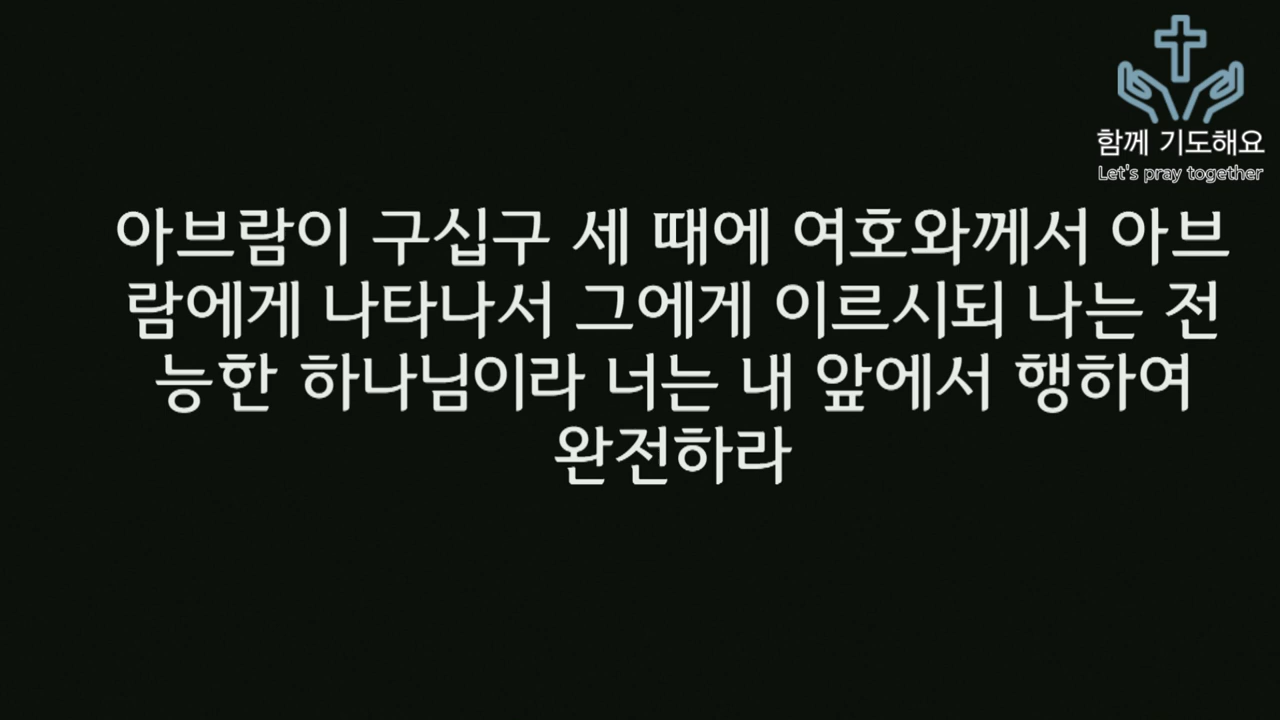 함께 기도해요
Let's pray together
아브람이 구십구 세 때에 여호와께서 아브
람에게 나타나서 그에게 이르시되 나는 전
능한 하나님이라 너는 내 앞에서 행하여
완전하라